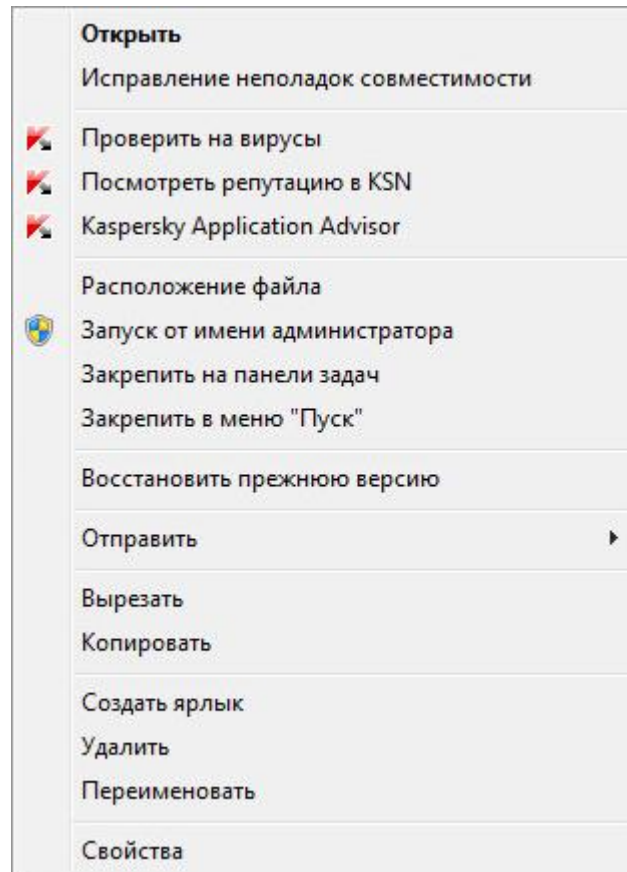 Открыть
Исправление неполадок совместимости
Проверить на вирусы
Посмотреть репутацию в KSN
Kaspersky Application Advisor
Расположение файла
Запуск от имени администратора
Закрепить на панели задач
Закрепить в меню "Пуск"
Восстановить прежнюю версию
Отправить
Вырезать
Копировать
Создать ярлык
Удалить
Переименовать
Свойства